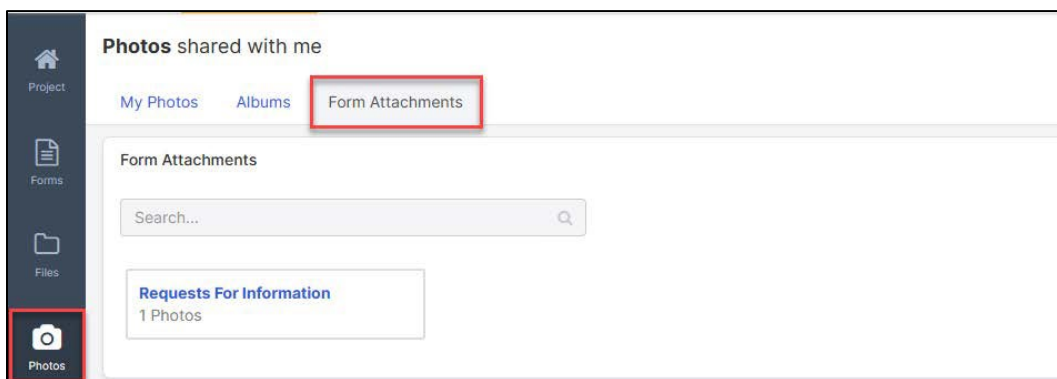 Project
Forms
Files
Photos
Photos shared with me
My Photos Albums Form Attachments
Form Attachments
Search...
Requests For Information
1 Photos